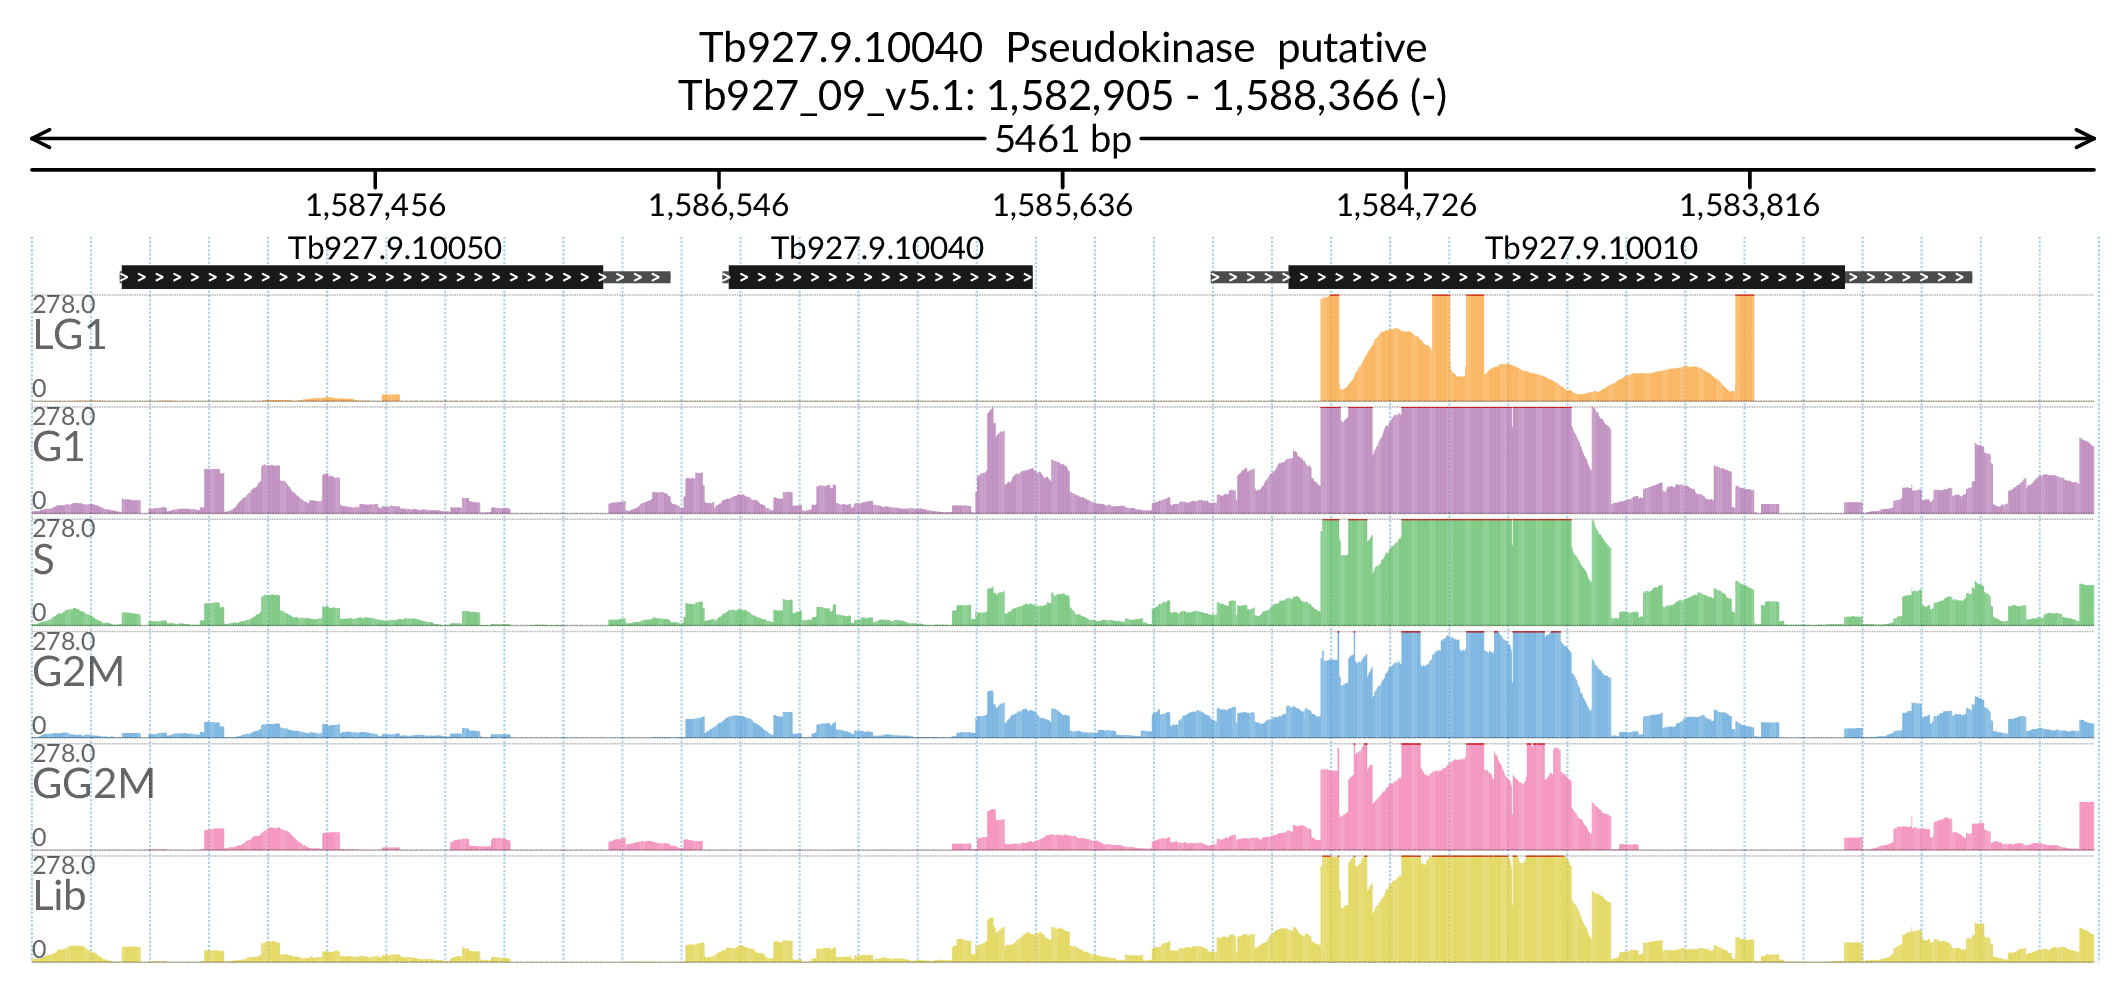 Tb927.9.10040 Pseudokinase putative
Tb927_09_v5.1: 1,582,905 - 1,588,366 (-)
5461 bp
1,587,456 1,586,546 1,585,636 1,584,726 1,583,816
Tb927.9.10050 Tb927.9.10040 Tb927.9.10010
278.0
LG1
0
278.0
G1
0
278.0
S
0
278.0
G2M
0
278.0
GG2M
0
278.0
Lib
0